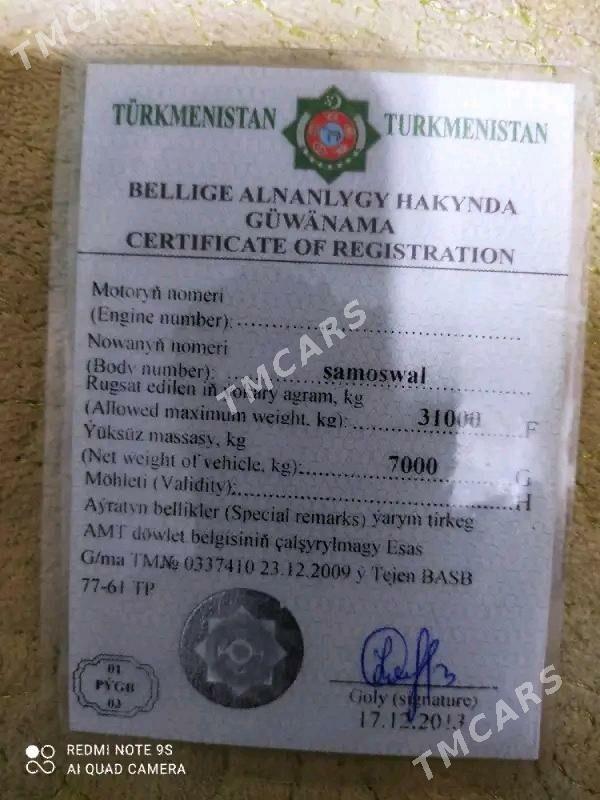 TMCARS
TÜRKMENISTAN TURKMENISTAN
BELLIGE ALNANLYGY HAKYNDA
GÜWÄNAMA
CERTIFICATE OF REGISTRATION
Motoryň nomeri
(Engine number):
Nowanyň nomeri
(Body number): samoswal
Rugsat edilen iň ýokary agram, kg
(Allowed maximum weight, kg): 31000 F
Ýüksüz massasy, kg
(Net weight of vehicle, kg): 7000 G
Möhleti (Validity): H
Aýratyn bellikler (Special remarks) ýarym tirkeg
AMT döwlet belgisiniň çalşyrylmagy Esas
G/ma TM№ 0337410 23.12.2009 ý Tejen BASB
77-61 TP
TMCARS
01
PÝGB
03
Goly (signature)
17.12.2013
TMCARS
REDMI NOTE 9S
AI QUAD CAMERA